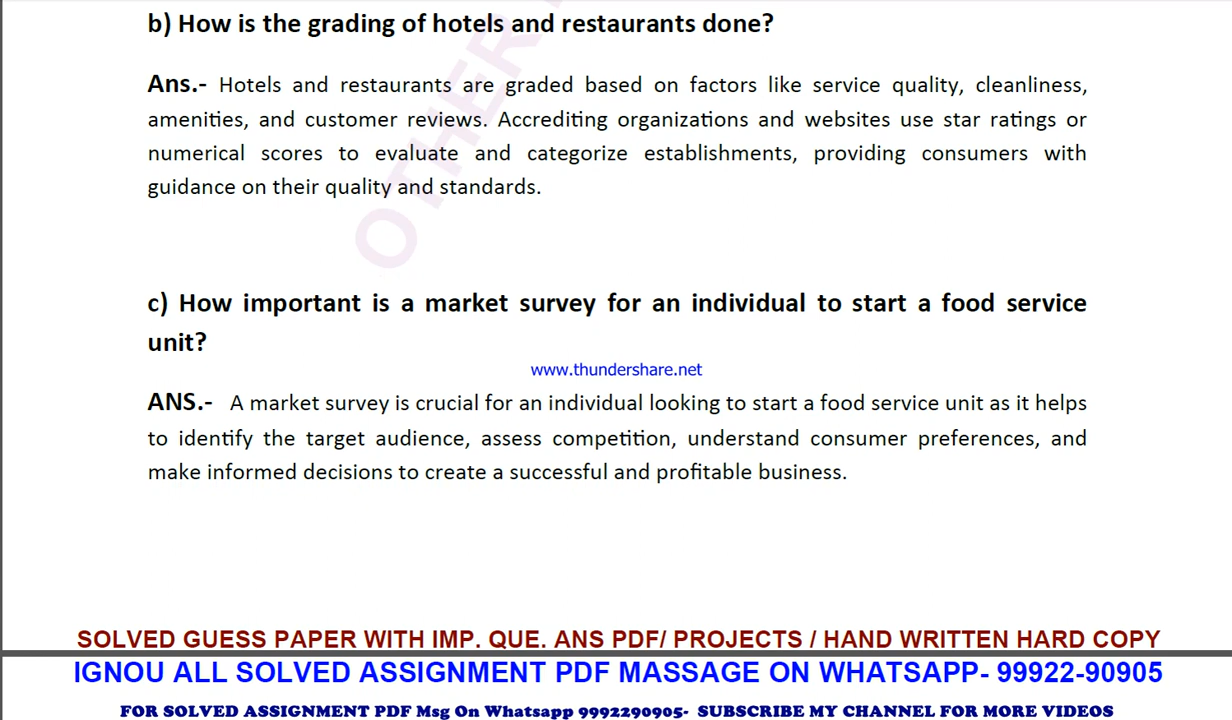 b) How is the grading of hotels and restaurants done?
Ans.- Hotels and restaurants are graded based on factors like service quality, cleanliness,
amenities, and customer reviews. Accrediting organizations and websites use star ratings or
numerical scores to evaluate and categorize establishments, providing consumers with
guidance on their quality and standards.
OTHER
c) How important is a market survey for an individual to start a food service
unit?
www.thundershare.net
ANS.- A market survey is crucial for an individual looking to start a food service unit as it helps
to identify the target audience, assess competition, understand consumer preferences, and
make informed decisions to create a successful and profitable business.
SOLVED GUESS PAPER WITH IMP. QUE. ANS PDF/ PROJECTS / HAND WRITTEN HARD COPY
IGNOU ALL SOLVED ASSIGNMENT PDF MASSAGE ON WHATSAPP- 99922-90905
FOR SOLVED ASSIGNMENT PDF Msg On Whatsapp 9992290905- SUBSCRIBE MY CHANNEL FOR MORE VIDEOS